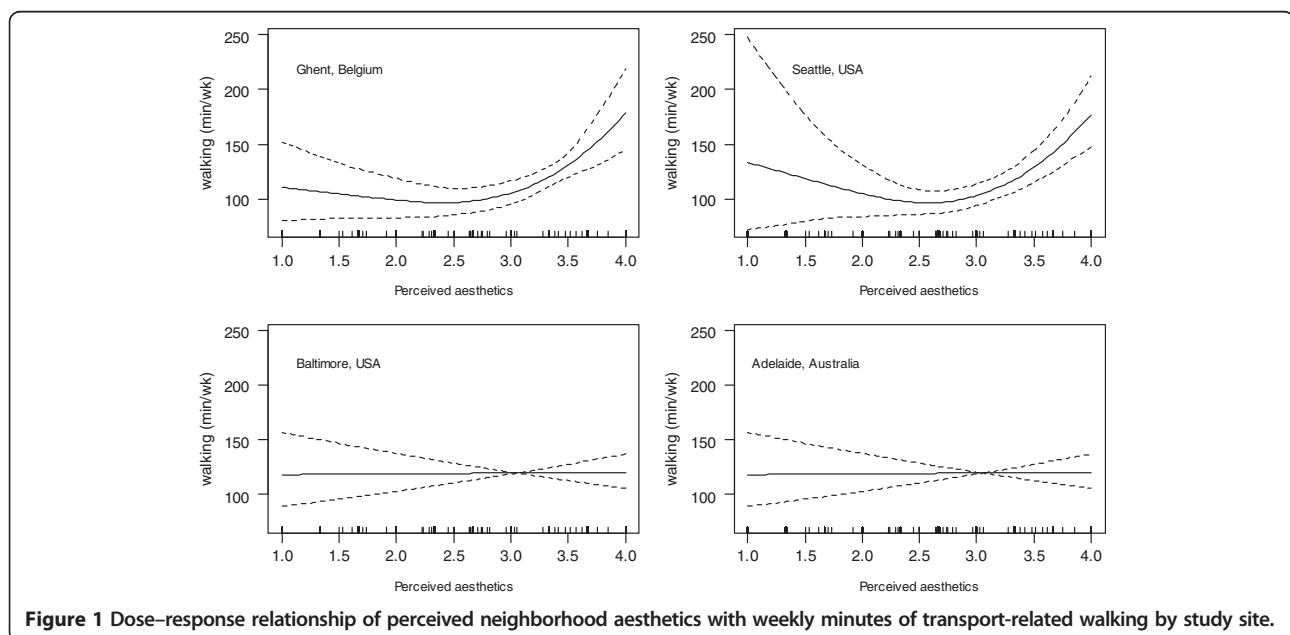 250
200
150
100
walking (min/wk)
Ghent, Belgium
1.0 1.5 2.0 2.5 3.0 3.5 4.0
Perceived aesthetics
250
200
150
100
walking (min/wk)
Seattle, USA
1.0 1.5 2.0 2.5 3.0 3.5 4.0
Perceived aesthetics
250
200
150
100
walking (min/wk)
Baltimore, USA
1.0 1.5 2.0 2.5 3.0 3.5 4.0
Perceived aesthetics
250
200
150
100
walking (min/wk)
Adelaide, Australia
1.0 1.5 2.0 2.5 3.0 3.5 4.0
Perceived aesthetics
Figure 1 Dose–response relationship of perceived neighborhood aesthetics with weekly minutes of transport-related walking by study site.